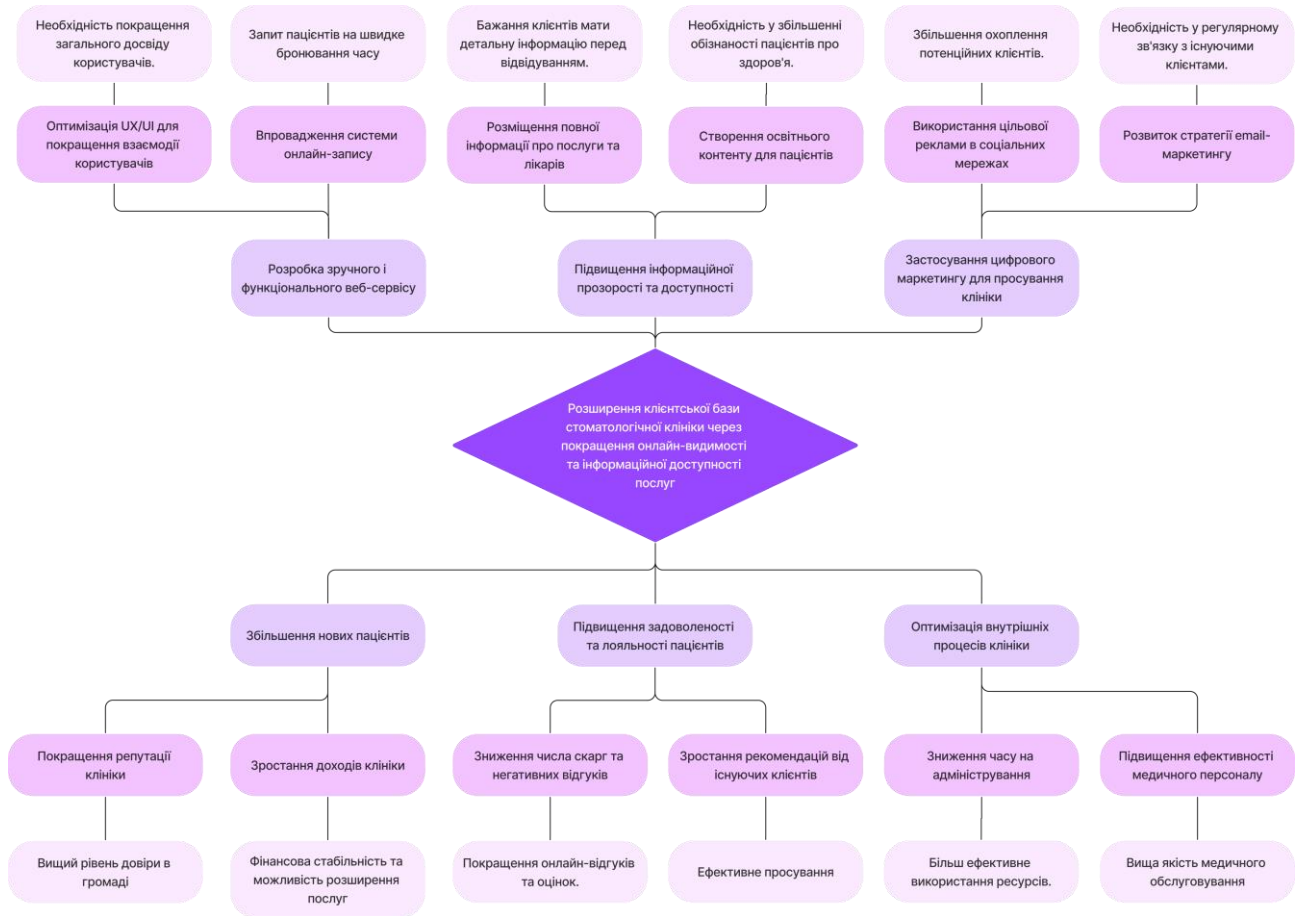 Необхідність покращення
загального досвіду
користувачів.
Запит пацієнтів на швидке
бронювання часу
Бажання клієнтів мати
детальну інформацію перед
відвідуванням.
Необхідність у збільшенні
обізнаності пацієнтів про
здоров'я.
Збільшення охоплення
потенційних клієнтів.
Необхідність у регулярному
зв'язку з існуючими
клієнтами.
Оптимізація UX/UI для
покращення взаємодії
користувачів
Впровадження системи
онлайн-запису
Розміщення повної
інформації про послуги та
лікарів
Створення освітнього
контенту для пацієнтів
Використання цільової
реклами в соціальних
мережах
Розвиток стратегії email-
маркетингу
Розробка зручного і
функціонального веб-сервісу
Підвищення інформаційної
прозорості та доступності
Застосування цифрового
маркетингу для просування
клініки
Розширення клієнтської бази
стоматологічної клініки через
покращення онлайн-видимості
та інформаційної доступності
послуг
Збільшення нових пацієнтів
Підвищення задоволеності
та лояльності пацієнтів
Оптимізація внутрішніх
процесів клініки
Покращення репутації
клініки
Зростання доходів клініки
Зниження числа скарг та
негативних відгуків
Зростання рекомендацій від
існуючих клієнтів
Зниження часу на
адміністрування
Підвищення ефективності
медичного персоналу
Вищий рівень довіри в
громаді
Фінансова стабільність та
можливість розширення
послуг
Покращення онлайн-відгуків
та оцінок.
Ефективне просування
Більш ефективне
використання ресурсів.
Вища якість медичного
обслуговування